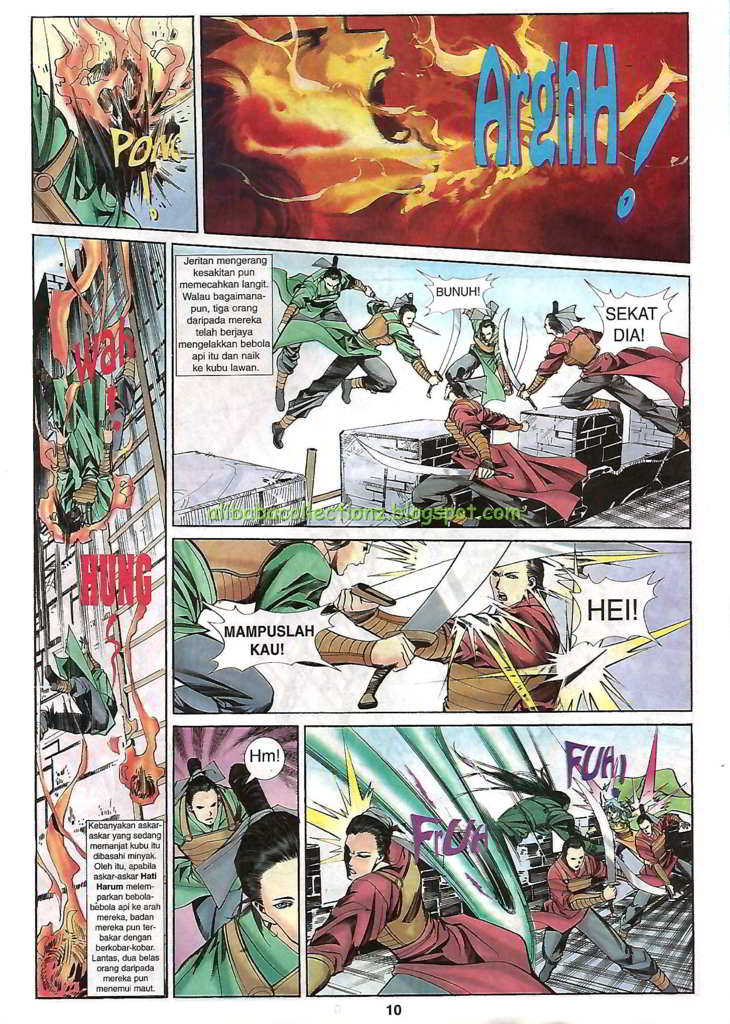 PONG
!
ArghH!
Wah
!
HUNG
!
Kebanyakan askar-
askar yang sedang
memanjat kubu itu
dibasahi minyak.
Oleh itu, apabila
askar-askar Hati
Harum melem-
parkan bebola-
bebola api ke arah
mereka, badan
mereka pun ter-
bakar dengan
berkobar-kobar.
Lantas, dua belas
orang daripada
mereka pun
menemui maut.
Jeritan mengerang
kesakitan pun
memecahkan langit.
Walau bagaimana-
pun, tiga orang
daripada mereka
telah berjaya
mengelakkan bebola
api itu dan naik
ke kubu lawan.
BUNUH!
SEKAT
DIA!
alibabacollectionz.blogspot.com
MAMPUSLAH
KAU!
HEI!
Hm!
FrUH
FUH!
10